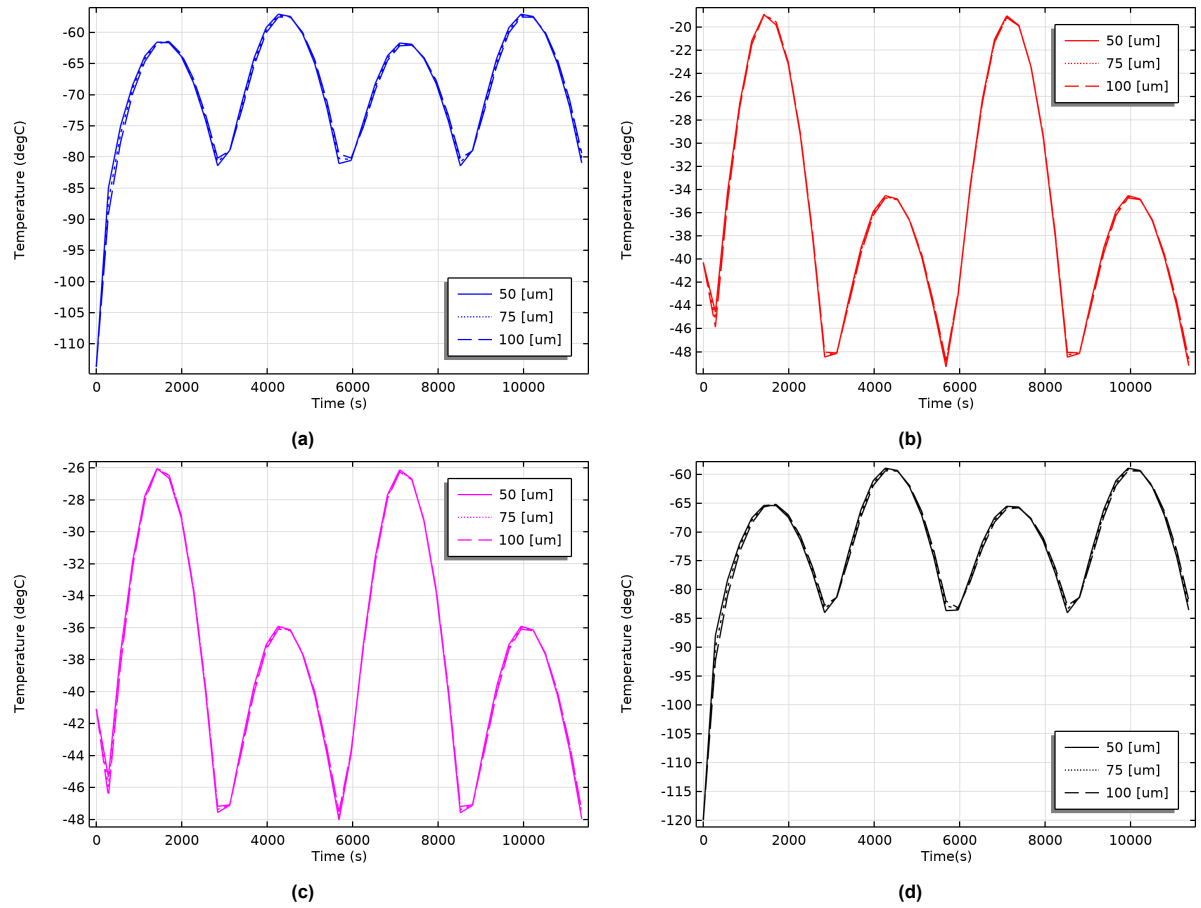 -60
-65
-70
-75
-80
-85
-90
-95
-100
-105
-110
Temperature (degC)
50 [um]
75 [um]
100 [um]
0 2000 4000 6000 8000 10000
Time (s)
(a)
-20
-22
-24
-26
-28
-30
-32
-34
-36
-38
-40
-42
-44
-46
-48
Temperature (degC)
50 [um]
75 [um]
100 [um]
0 2000 4000 6000 8000 10000
Time (s)
(b)
-26
-28
-30
-32
-34
-36
-38
-40
-42
-44
-46
-48
Temperature (degC)
50 [um]
75 [um]
100 [um]
0 2000 4000 6000 8000 10000
Time (s)
(c)
-60
-65
-70
-75
-80
-85
-90
-95
-100
-105
-110
-115
-120
Temperature (degC)
50 [um]
75 [um]
100 [um]
0 2000 4000 6000 8000 10000
Time(s)
(d)